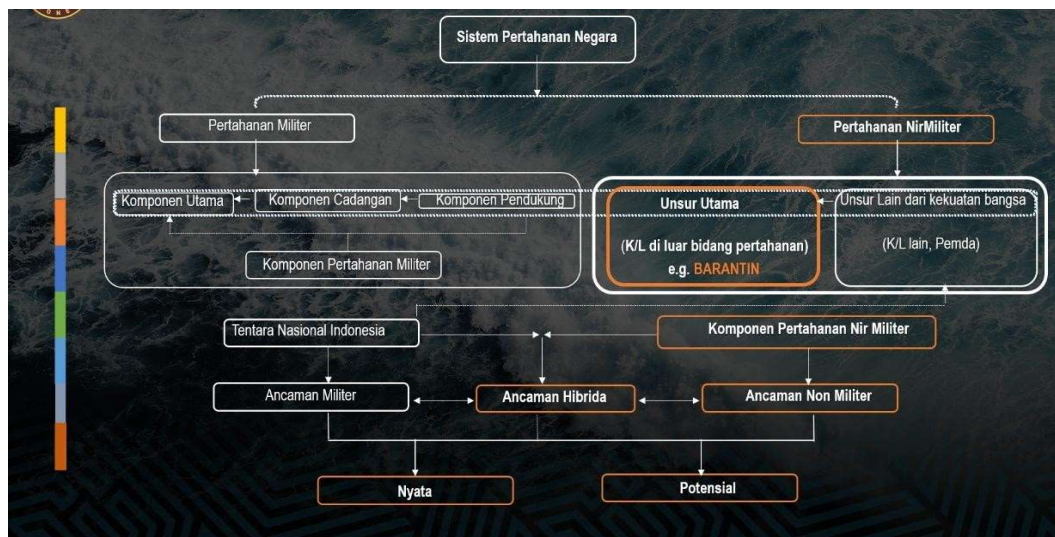 Sistem Pertahanan Negara
Pertahanan Militer
Pertahanan NirMiliter
Komponen Utama
Komponen Cadangan
Komponen Pendukung
Komponen Pertahanan Militer
Unsur Utama
(K/L di luar bidang pertahanan)
e.g. BARANTIN
Unsur Lain dari kekuatan bangsa
(K/L lain, Pemda)
Tentara Nasional Indonesia
Komponen Pertahanan Nir Militer
Ancaman Militer
Ancaman Hibrida
Ancaman Non Militer
Nyata
Potensial